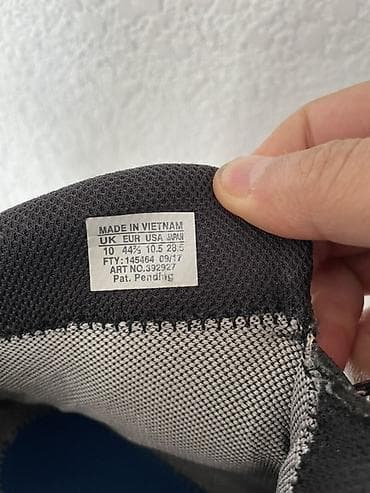 MADE IN VIETNAM
UK EUR USA JAPAN
10 44⅔ 10.5 28.5
FTY:145464 09/17
ART NO.392927
Pat. Pending